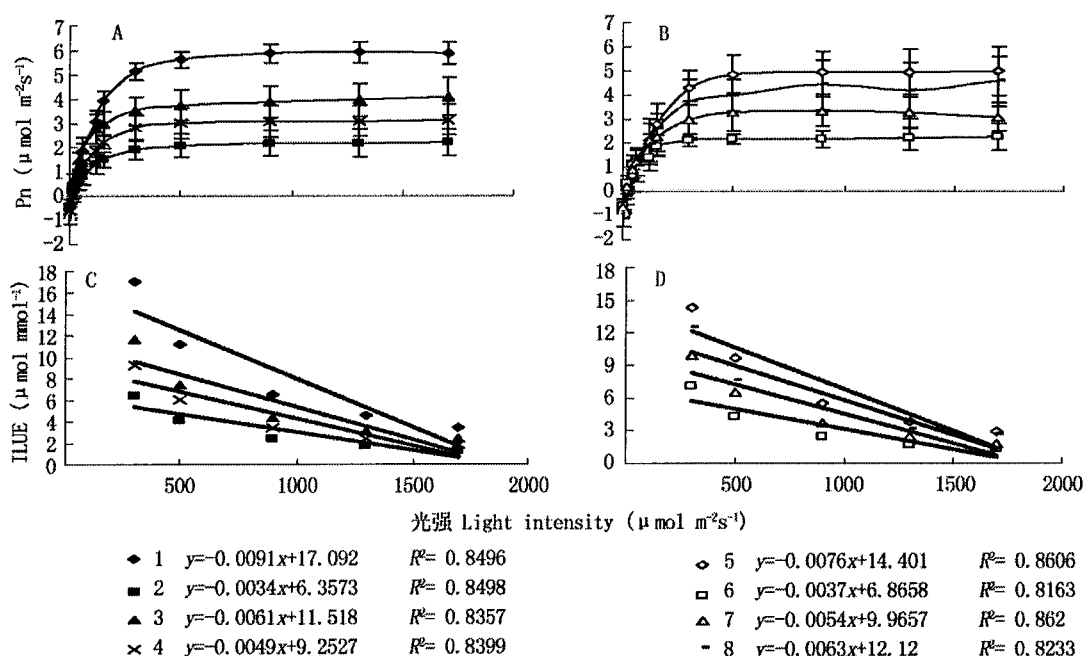 A
B
7
6
5
4
3
2
1
0
-1
-2
Pn (μmol m⁻²s⁻¹)
7
6
5
4
3
2
1
0
-1
-2
C
D
18
16
14
12
10
8
6
4
2
0
ILUE (μmol mmol⁻¹)
18
15
12
9
6
3
0
500 1000 1500 2000
500 1000 1500 2000
光强 Light intensity (μmol m⁻²s⁻¹)
1 y=-0.0091x+17.092 R²= 0.8496
2 y=-0.0034x+6.3573 R²= 0.8498
3 y=-0.0061x+11.518 R²= 0.8357
4 y=-0.0049x+9.2527 R²= 0.8399
5 y=-0.0076x+14.401 R²= 0.8606
6 y=-0.0037x+6.8658 R²= 0.8163
7 y=-0.0054x+9.9657 R²= 0.862
8 y=-0.0063x+12.12 R²= 0.8233